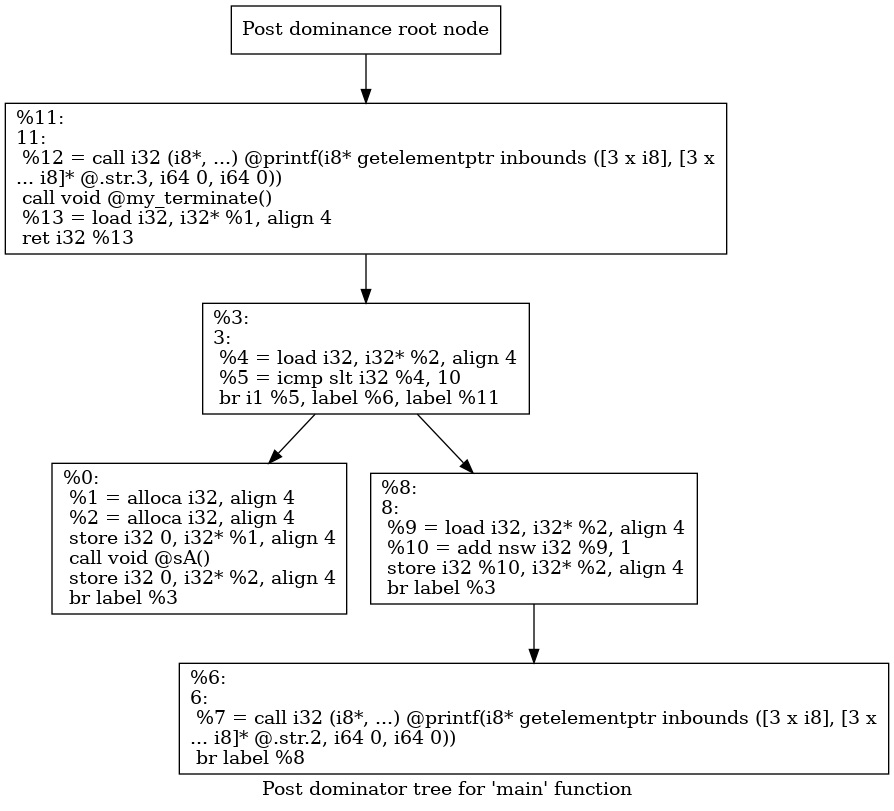 Post dominance root node
%11:
11:
%12 = call i32 (i8*, ...) @printf(i8* getelementptr inbounds ([3 x i8], [3 x
... i8]* @.str.3, i64 0, i64 0))
call void @my_terminate()
%13 = load i32, i32* %1, align 4
ret i32 %13
%3:
3:
%4 = load i32, i32* %2, align 4
%5 = icmp slt i32 %4, 10
br i1 %5, label %6, label %11
%0:
%1 = alloca i32, align 4
%2 = alloca i32, align 4
store i32 0, i32* %1, align 4
call void @sA()
store i32 0, i32* %2, align 4
br label %3
%8:
8:
%9 = load i32, i32* %2, align 4
%10 = add nsw i32 %9, 1
store i32 %10, i32* %2, align 4
br label %3
%6:
6:
%7 = call i32 (i8*, ...) @printf(i8* getelementptr inbounds ([3 x i8], [3 x
... i8]* @.str.2, i64 0, i64 0))
br label %8
Post dominator tree for 'main' function